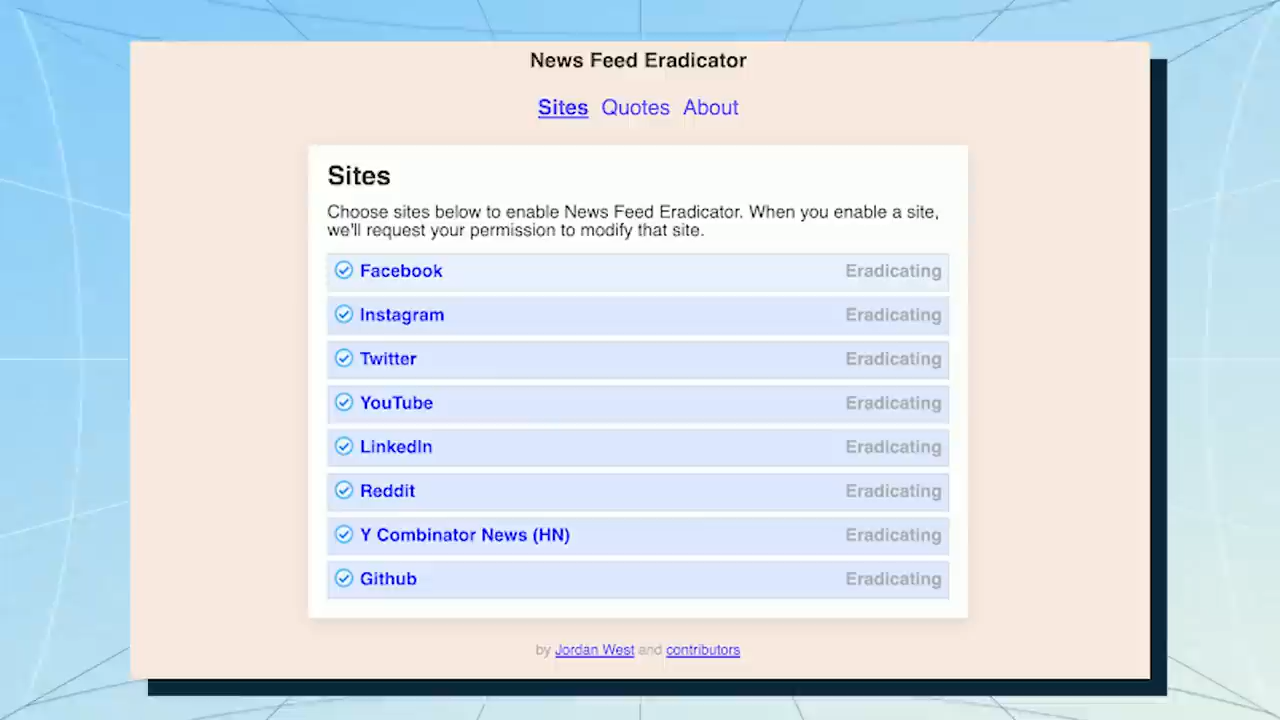 News Feed Eradicator
Sites Quotes About
Sites
Choose sites below to enable News Feed Eradicator. When you enable a site,
we'll request your permission to modify that site.
Facebook Eradicating
Instagram Eradicating
Twitter Eradicating
YouTube Eradicating
LinkedIn Eradicating
Reddit Eradicating
Y Combinator News (HN) Eradicating
Github Eradicating
by Jordan West and contributors